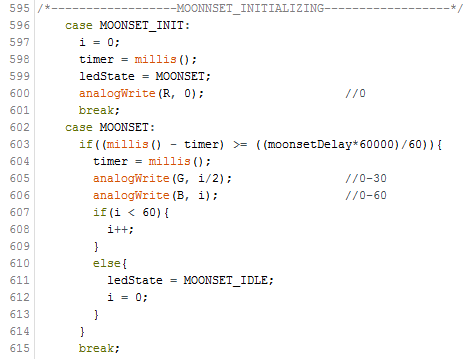 595 /*------------------MOONNSET_INITIALIZING------------------*/
596     case MOONSET_INIT:
597       i = 0;
598       timer = millis();
599       ledState = MOONSET;
600       analogWrite(R, 0);                    //0
601       break;
602     case MOONSET:
603       if((millis() - timer) >= ((moonsetDelay*60000)/60)){
604         timer = millis();
605         analogWrite(G, i/2);                //0-30
606         analogWrite(B, i);                  //0-60
607         if(i < 60){
608           i++;
609         }
610         else{
611           ledState = MOONSET_IDLE;
612           i = 0;
613         }
614       }
615       break;